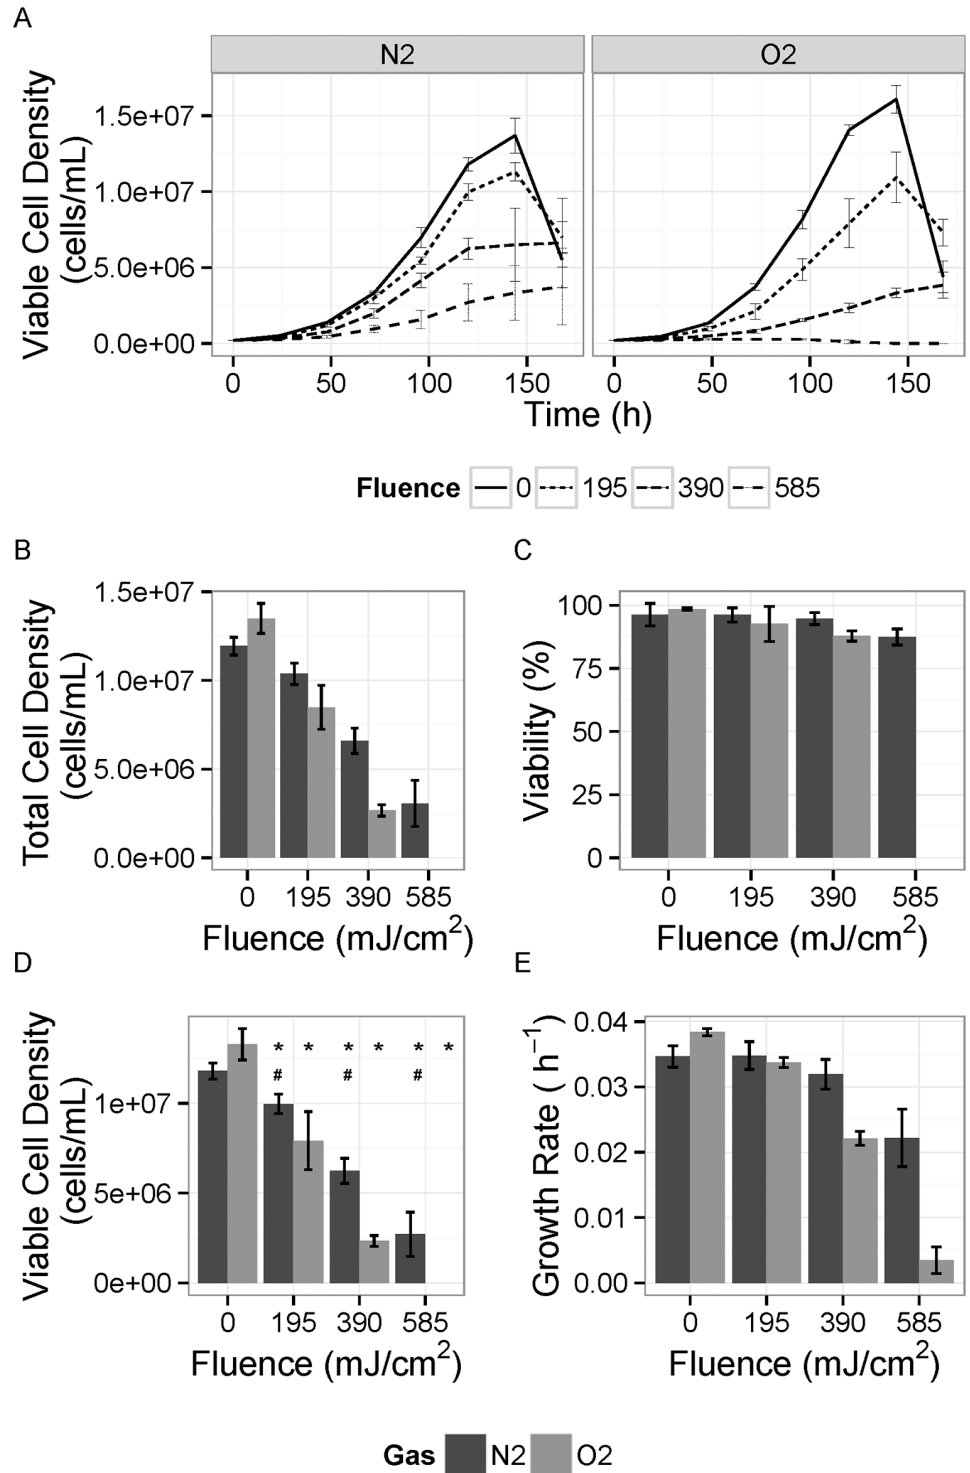 A
N2
O2
Viable Cell Density
(cells/mL)
1.5e+07
1.0e+07
5.0e+06
0.0e+00
0 50 100 150
0 50 100 150
Time (h)
Fluence 0 195 390 585
B
Total Cell Density
(cells/mL)
1.5e+07
1.0e+07
5.0e+06
0.0e+00
0 195 390 585
Fluence (mJ/cm²)
C
Viability (%)
100
75
50
25
0
0 195 390 585
Fluence (mJ/cm²)
D
Viable Cell Density
(cells/mL)
1e+07
5e+06
0e+00
* * * * * *
# # #
0 195 390 585
Fluence (mJ/cm²)
E
Growth Rate ( h⁻¹)
0.04
0.03
0.02
0.01
0.00
0 195 390 585
Fluence (mJ/cm²)
Gas N2 O2